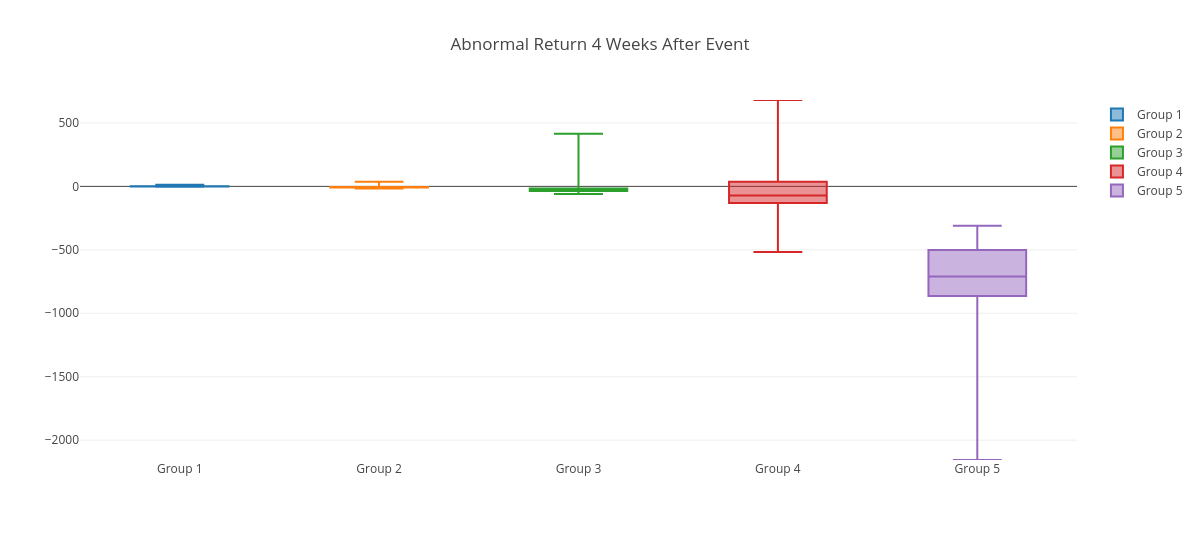 Abnormal Return 4 Weeks After Event
500
0
−500
−1000
−1500
−2000
Group 1
Group 2
Group 3
Group 4
Group 5
Group 1
Group 2
Group 3
Group 4
Group 5